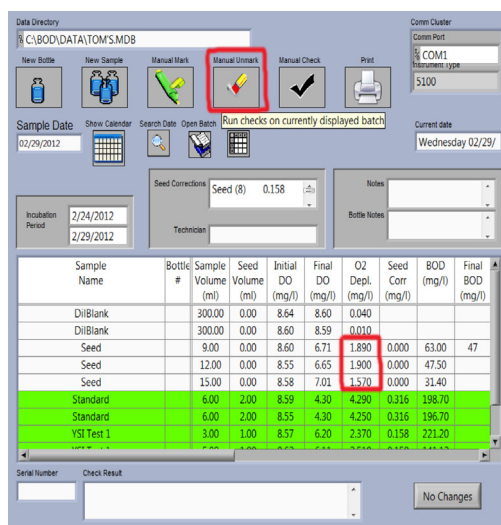 Data Directory
C:\BOD\DATA\TOM'S.MDB
Comm Cluster
Comm Port
COM1
Instrument Type
5100
New Bottle New Sample Manual Mark Manual Unmark Manual Check Print
Run checks on currently displayed batch
Sample Date Show Calendar Search Date Open Batch
02/29/2012
Current date
Wednesday 02/29/
Incubation Period
2/24/2012
2/29/2012
Seed Corrections
Seed (8) 0.158
Technician
Notes
Bottle Notes
Sample Bottle Sample Seed Initial Final O2 Seed BOD Final
Name # Volume Volume DO DO Depl. Corr (mg/l) BOD
(ml) (ml) (mg/l) (mg/l) (mg/l) (mg/l) (mg/l)
DilBlank 300.00 0.00 8.64 8.60 0.040
DilBlank 300.00 0.00 8.60 8.59 0.010
Seed 9.00 0.00 8.60 6.71 1.890 0.000 63.00 47
Seed 12.00 0.00 8.55 6.65 1.900 0.000 47.50
Seed 15.00 0.00 8.58 7.01 1.570 0.000 31.40
Standard 6.00 2.00 8.59 4.30 4.290 0.316 198.70
Standard 6.00 2.00 8.55 4.30 4.250 0.316 196.70
YSI Test 1 3.00 1.00 8.57 6.20 2.370 0.158 221.20
Serial Number Check Result
No Changes